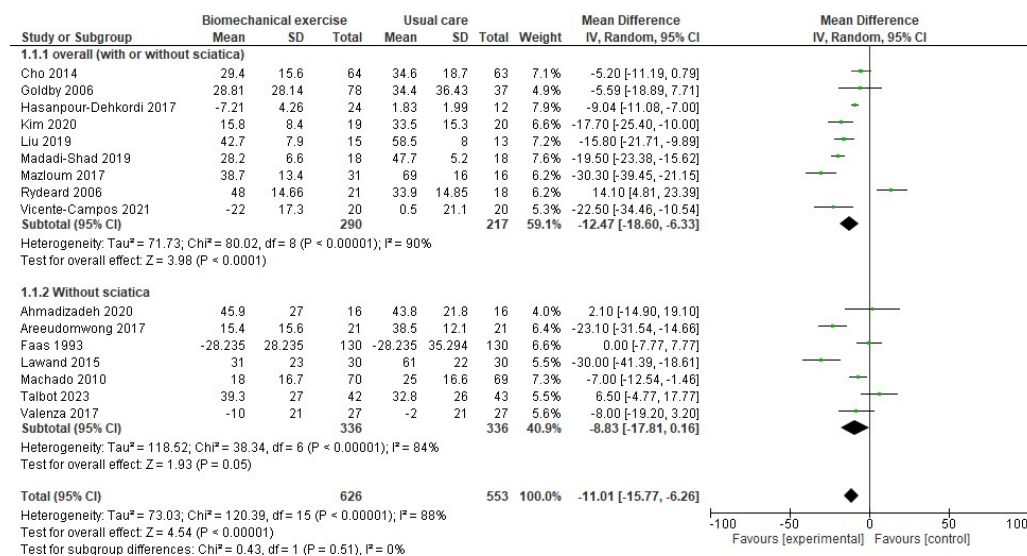 Biomechanical exercise Usual care Mean Difference Mean Difference
Study or Subgroup Mean SD Total Mean SD Total Weight IV, Random, 95% CI IV, Random, 95% CI
1.1.1 overall (with or without sciatica)
Cho 2014 29.4 15.6 64 34.6 18.7 63 7.1% -5.20 [-11.19, 0.79]
Goldby 2006 28.81 28.14 78 34.4 36.43 37 4.9% -5.59 [-18.89, 7.71]
Hasanpour-Dehkordi 2017 -7.21 4.26 24 1.83 1.99 12 8.0% -9.04 [-11.08, -7.00]
Kim 2020 15.8 8.4 19 33.5 15.3 20 6.6% -17.70 [-25.40, -10.00]
Liu 2019 42.7 7.9 15 58.5 8 13 7.2% -15.80 [-21.71, -9.89]
Madadi-Shad 2019 28.2 6.6 18 47.7 5.2 18 7.6% -19.50 [-23.38, -15.62]
Mazloum 2017 38.7 13.4 31 69 16 16 6.2% -30.30 [-39.45, -21.15]
Rydeard 2006 48 14.66 21 33.9 14.85 18 6.2% 14.10 [4.81, 23.39]
Vicente-Campos 2021 -22 17.3 20 0.5 21.1 20 5.3% -22.50 [-34.46, -10.54]
Subtotal (95% CI) 290 217 59.1% -12.47 [-18.60, -6.33]
Heterogeneity: Tau² = 71.73; Chi² = 80.02, df = 8 (P < 0.00001); I² = 90%
Test for overall effect: Z = 3.98 (P < 0.0001)
1.1.2 Without sciatica
Ahmadizadeh 2020 45.9 27 16 43.8 21.8 16 4.0% 2.10 [-14.90, 19.10]
Areeudomwong 2017 15.4 15.6 21 38.5 12.1 21 6.4% -23.10 [-31.54, -14.66]
Faas 1993 -28.235 28.235 130 -28.235 35.294 130 6.6% 0.00 [-7.77, 7.77]
Lawand 2015 31 23 30 61 22 30 5.5% -30.00 [-41.39, -18.61]
Machado 2010 18 16.7 70 25 16.6 69 7.3% -7.00 [-12.54, -1.46]
Talbot 2023 39.3 27 42 32.8 26 43 5.5% 6.50 [-4.77, 17.77]
Valenza 2017 -10 21 27 -2 21 27 5.5% -8.00 [-19.20, 3.20]
Subtotal (95% CI) 336 336 40.9% -8.83 [-17.81, 0.16]
Heterogeneity: Tau² = 118.52; Chi² = 38.34, df = 6 (P < 0.00001); I² = 84%
Test for overall effect: Z = 1.93 (P = 0.05)
Total (95% CI) 626 553 100.0% -11.01 [-15.77, -6.26]
Heterogeneity: Tau² = 73.03; Chi² = 120.39, df = 15 (P < 0.00001); I² = 88%
Test for overall effect: Z = 4.54 (P < 0.00001)
Test for subgroup differences: Chi² = 0.43, df = 1 (P = 0.51), I² = 0%
-100 -50 0 50 100
Favours [experimental] Favours [control]